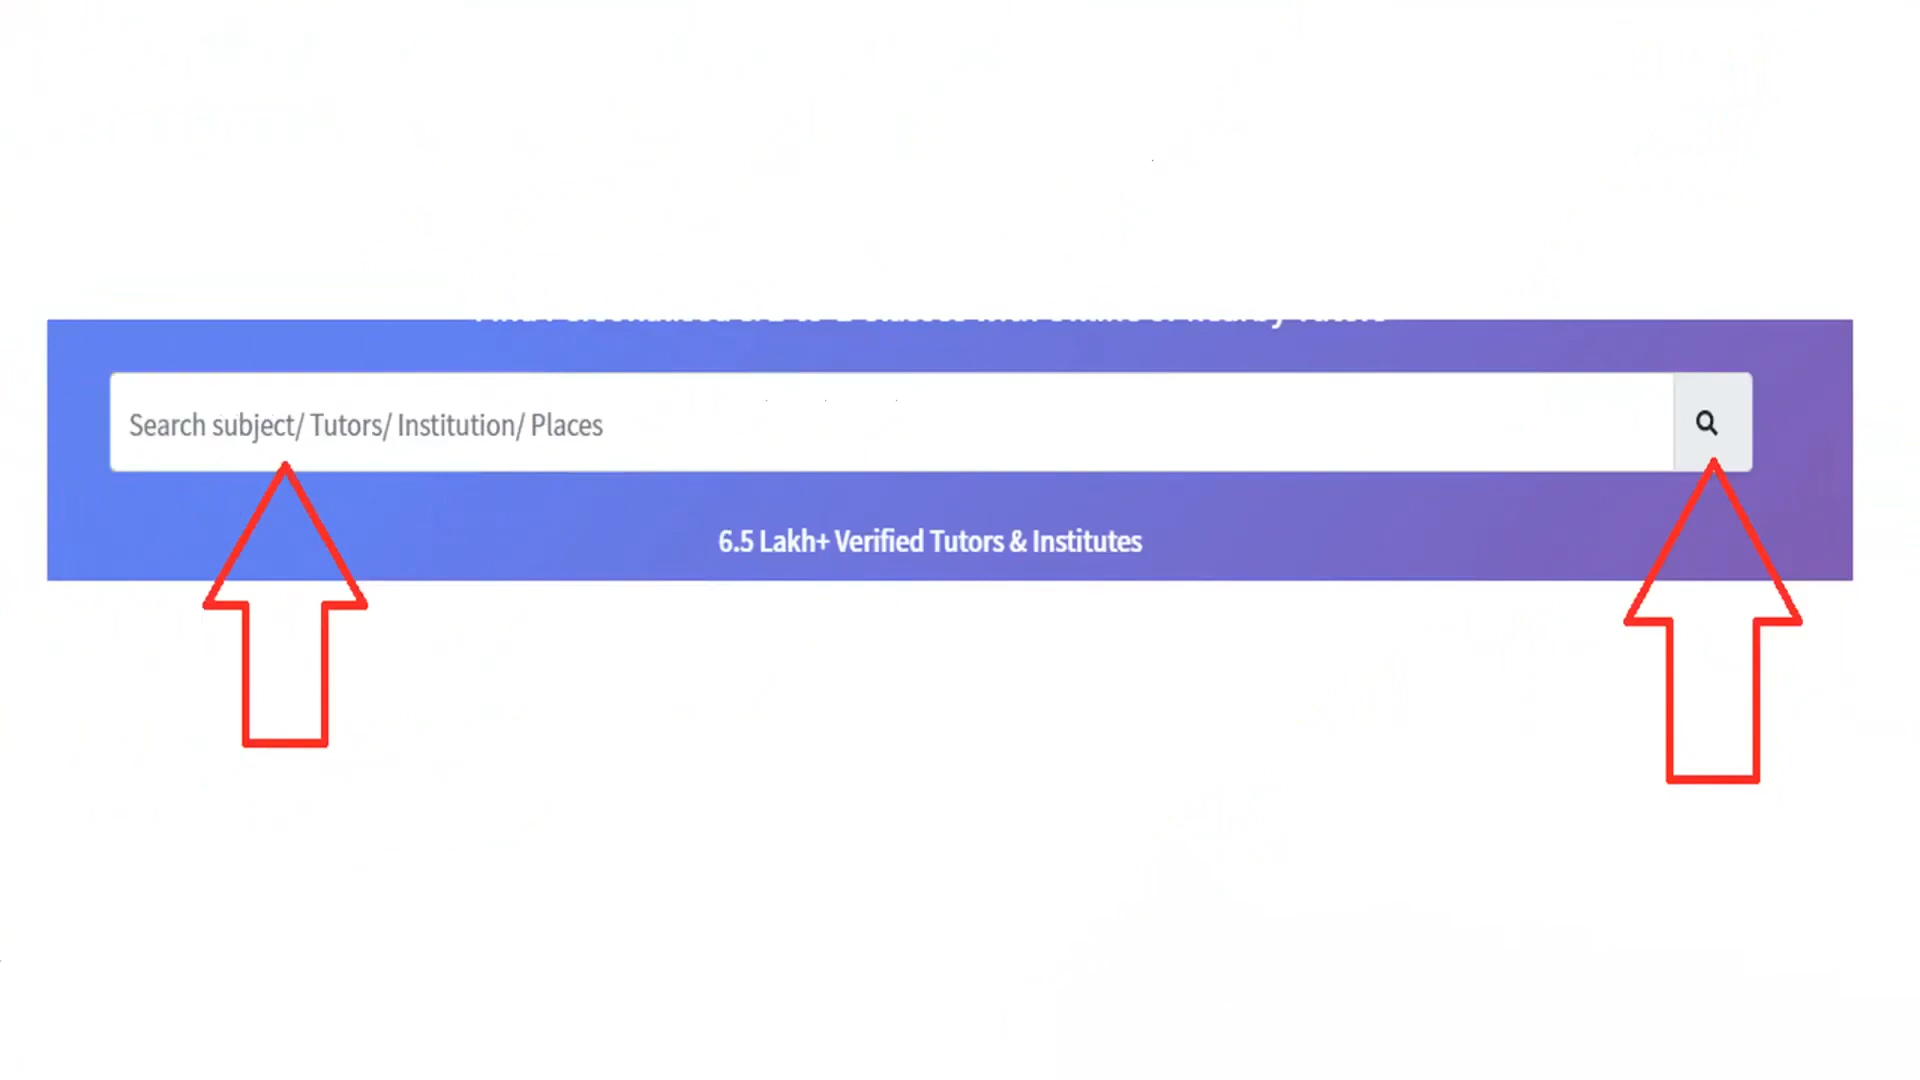 Search subject/ Tutors/ Institution/ Places
6.5 Lakh+ Verified Tutors & Institutes